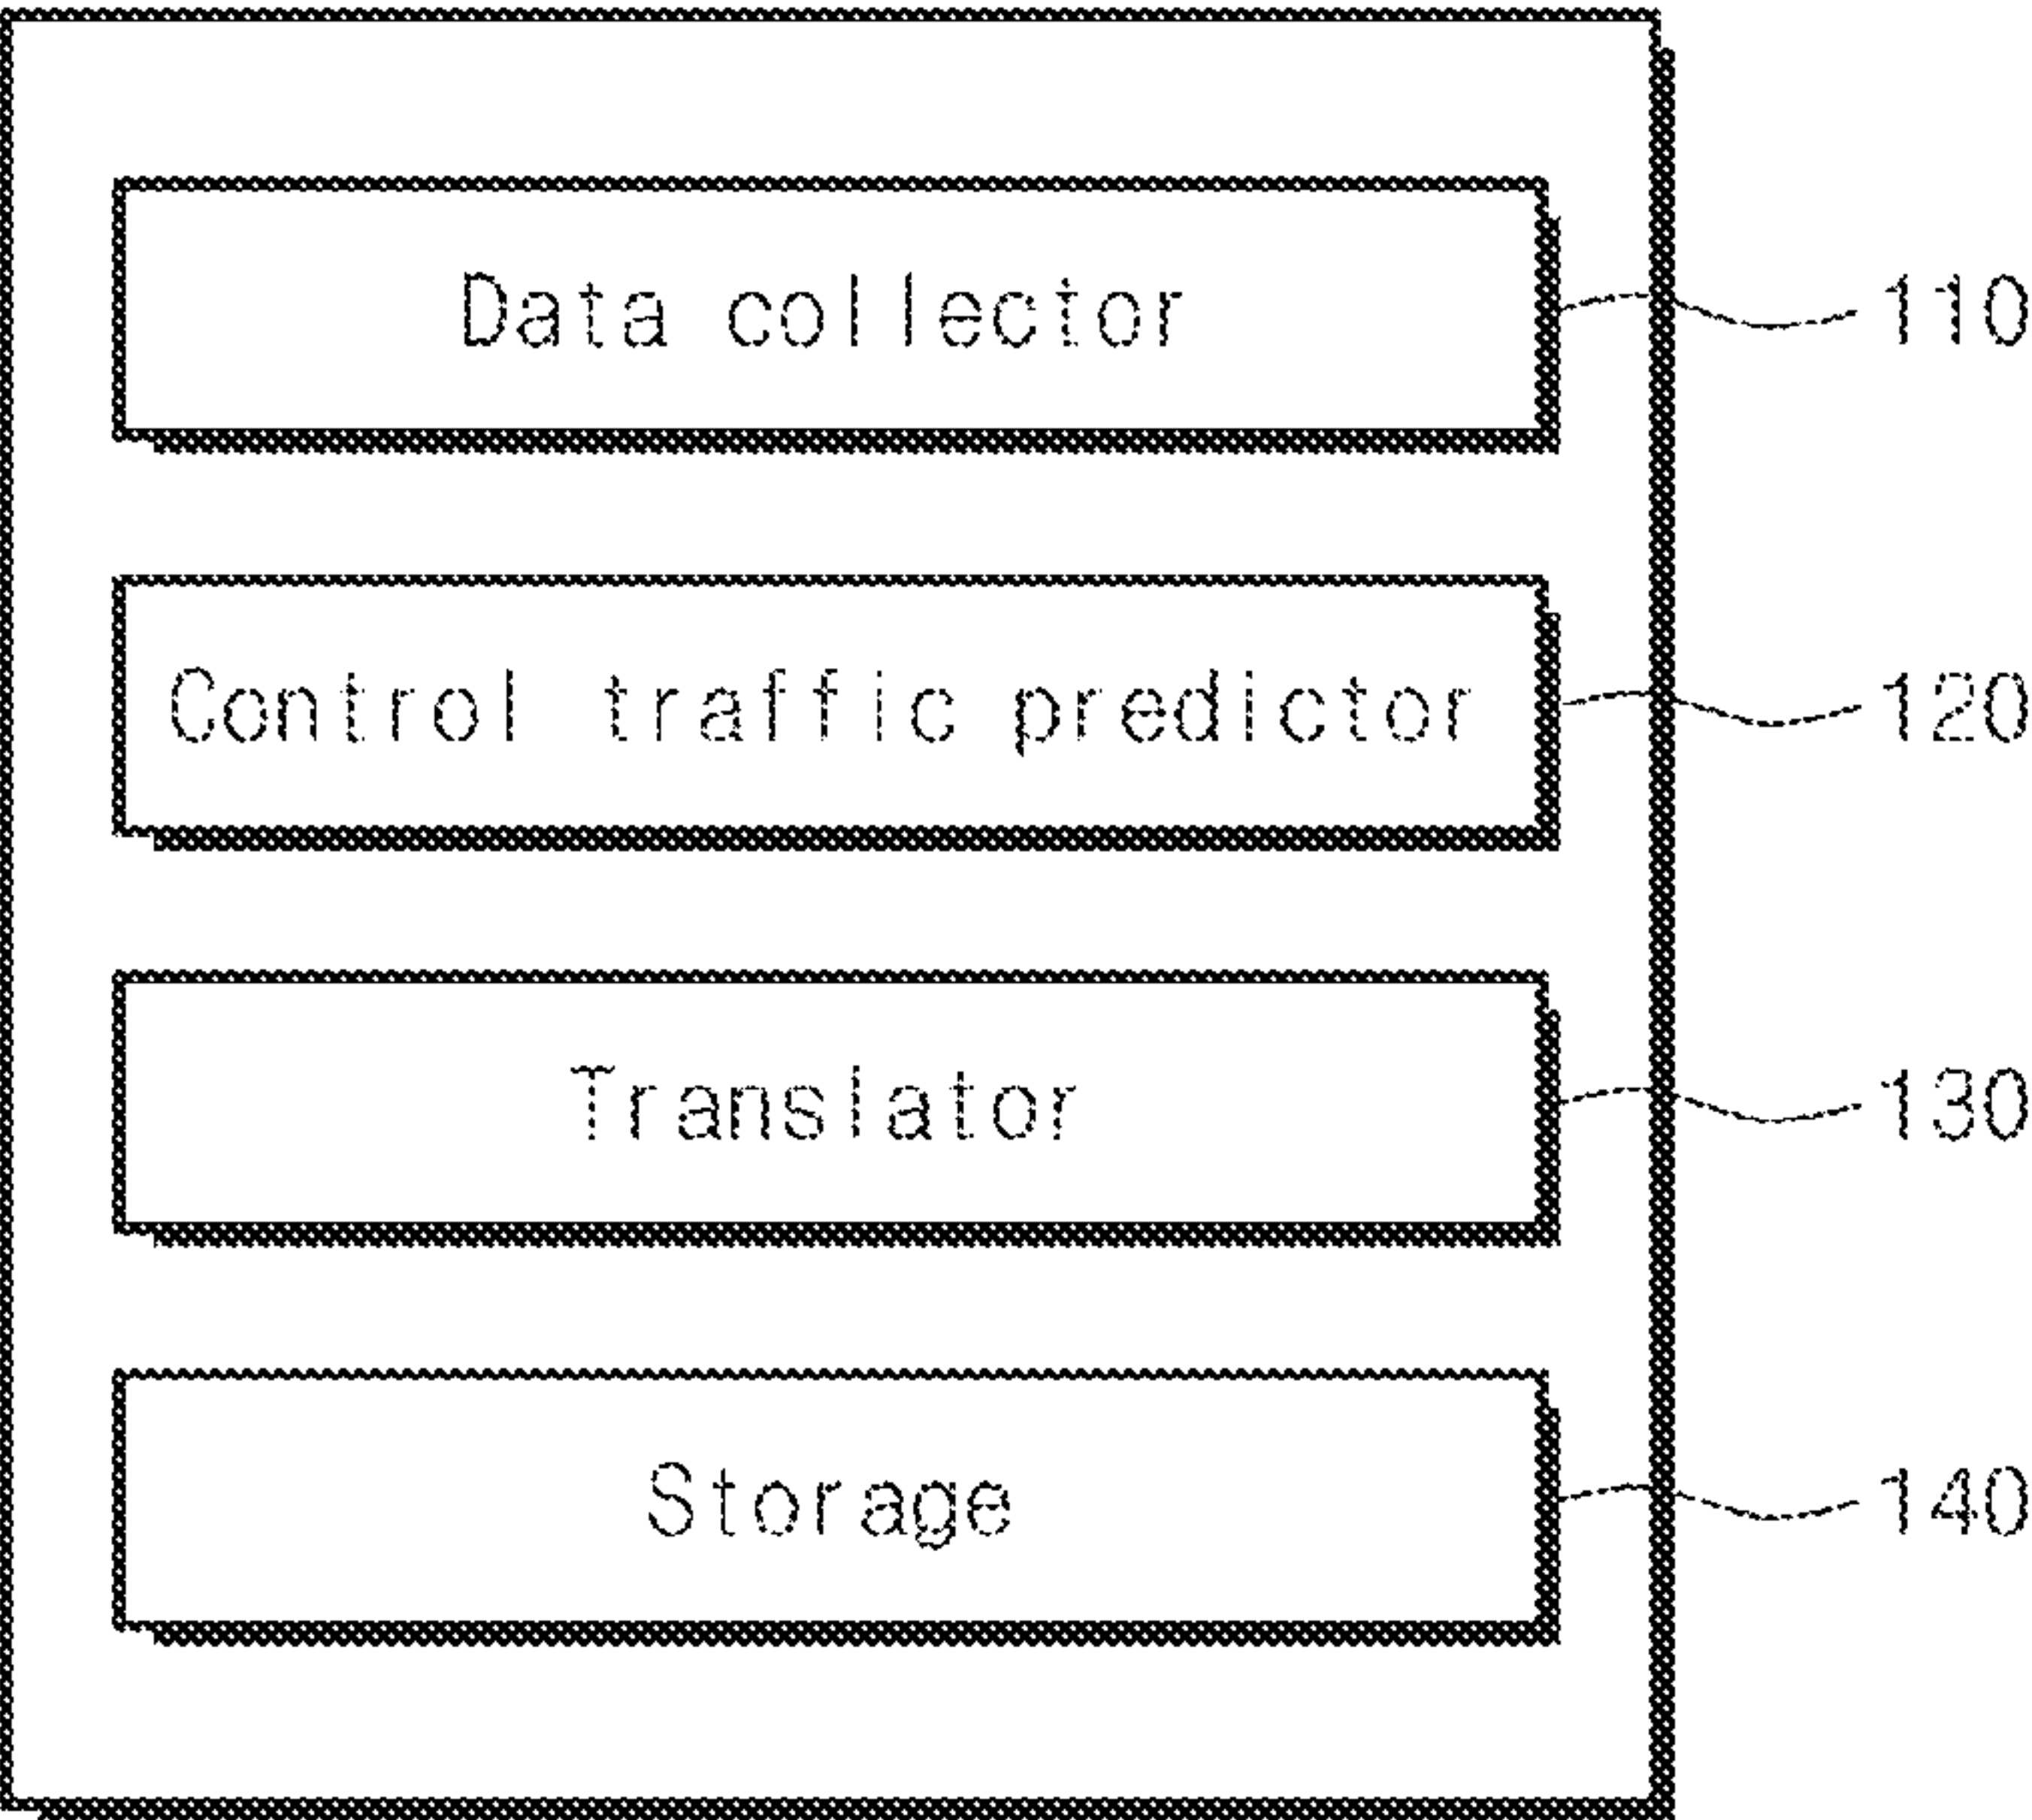 Data collector 110
Control traffic predictor 120
Translator 130
Storage 140